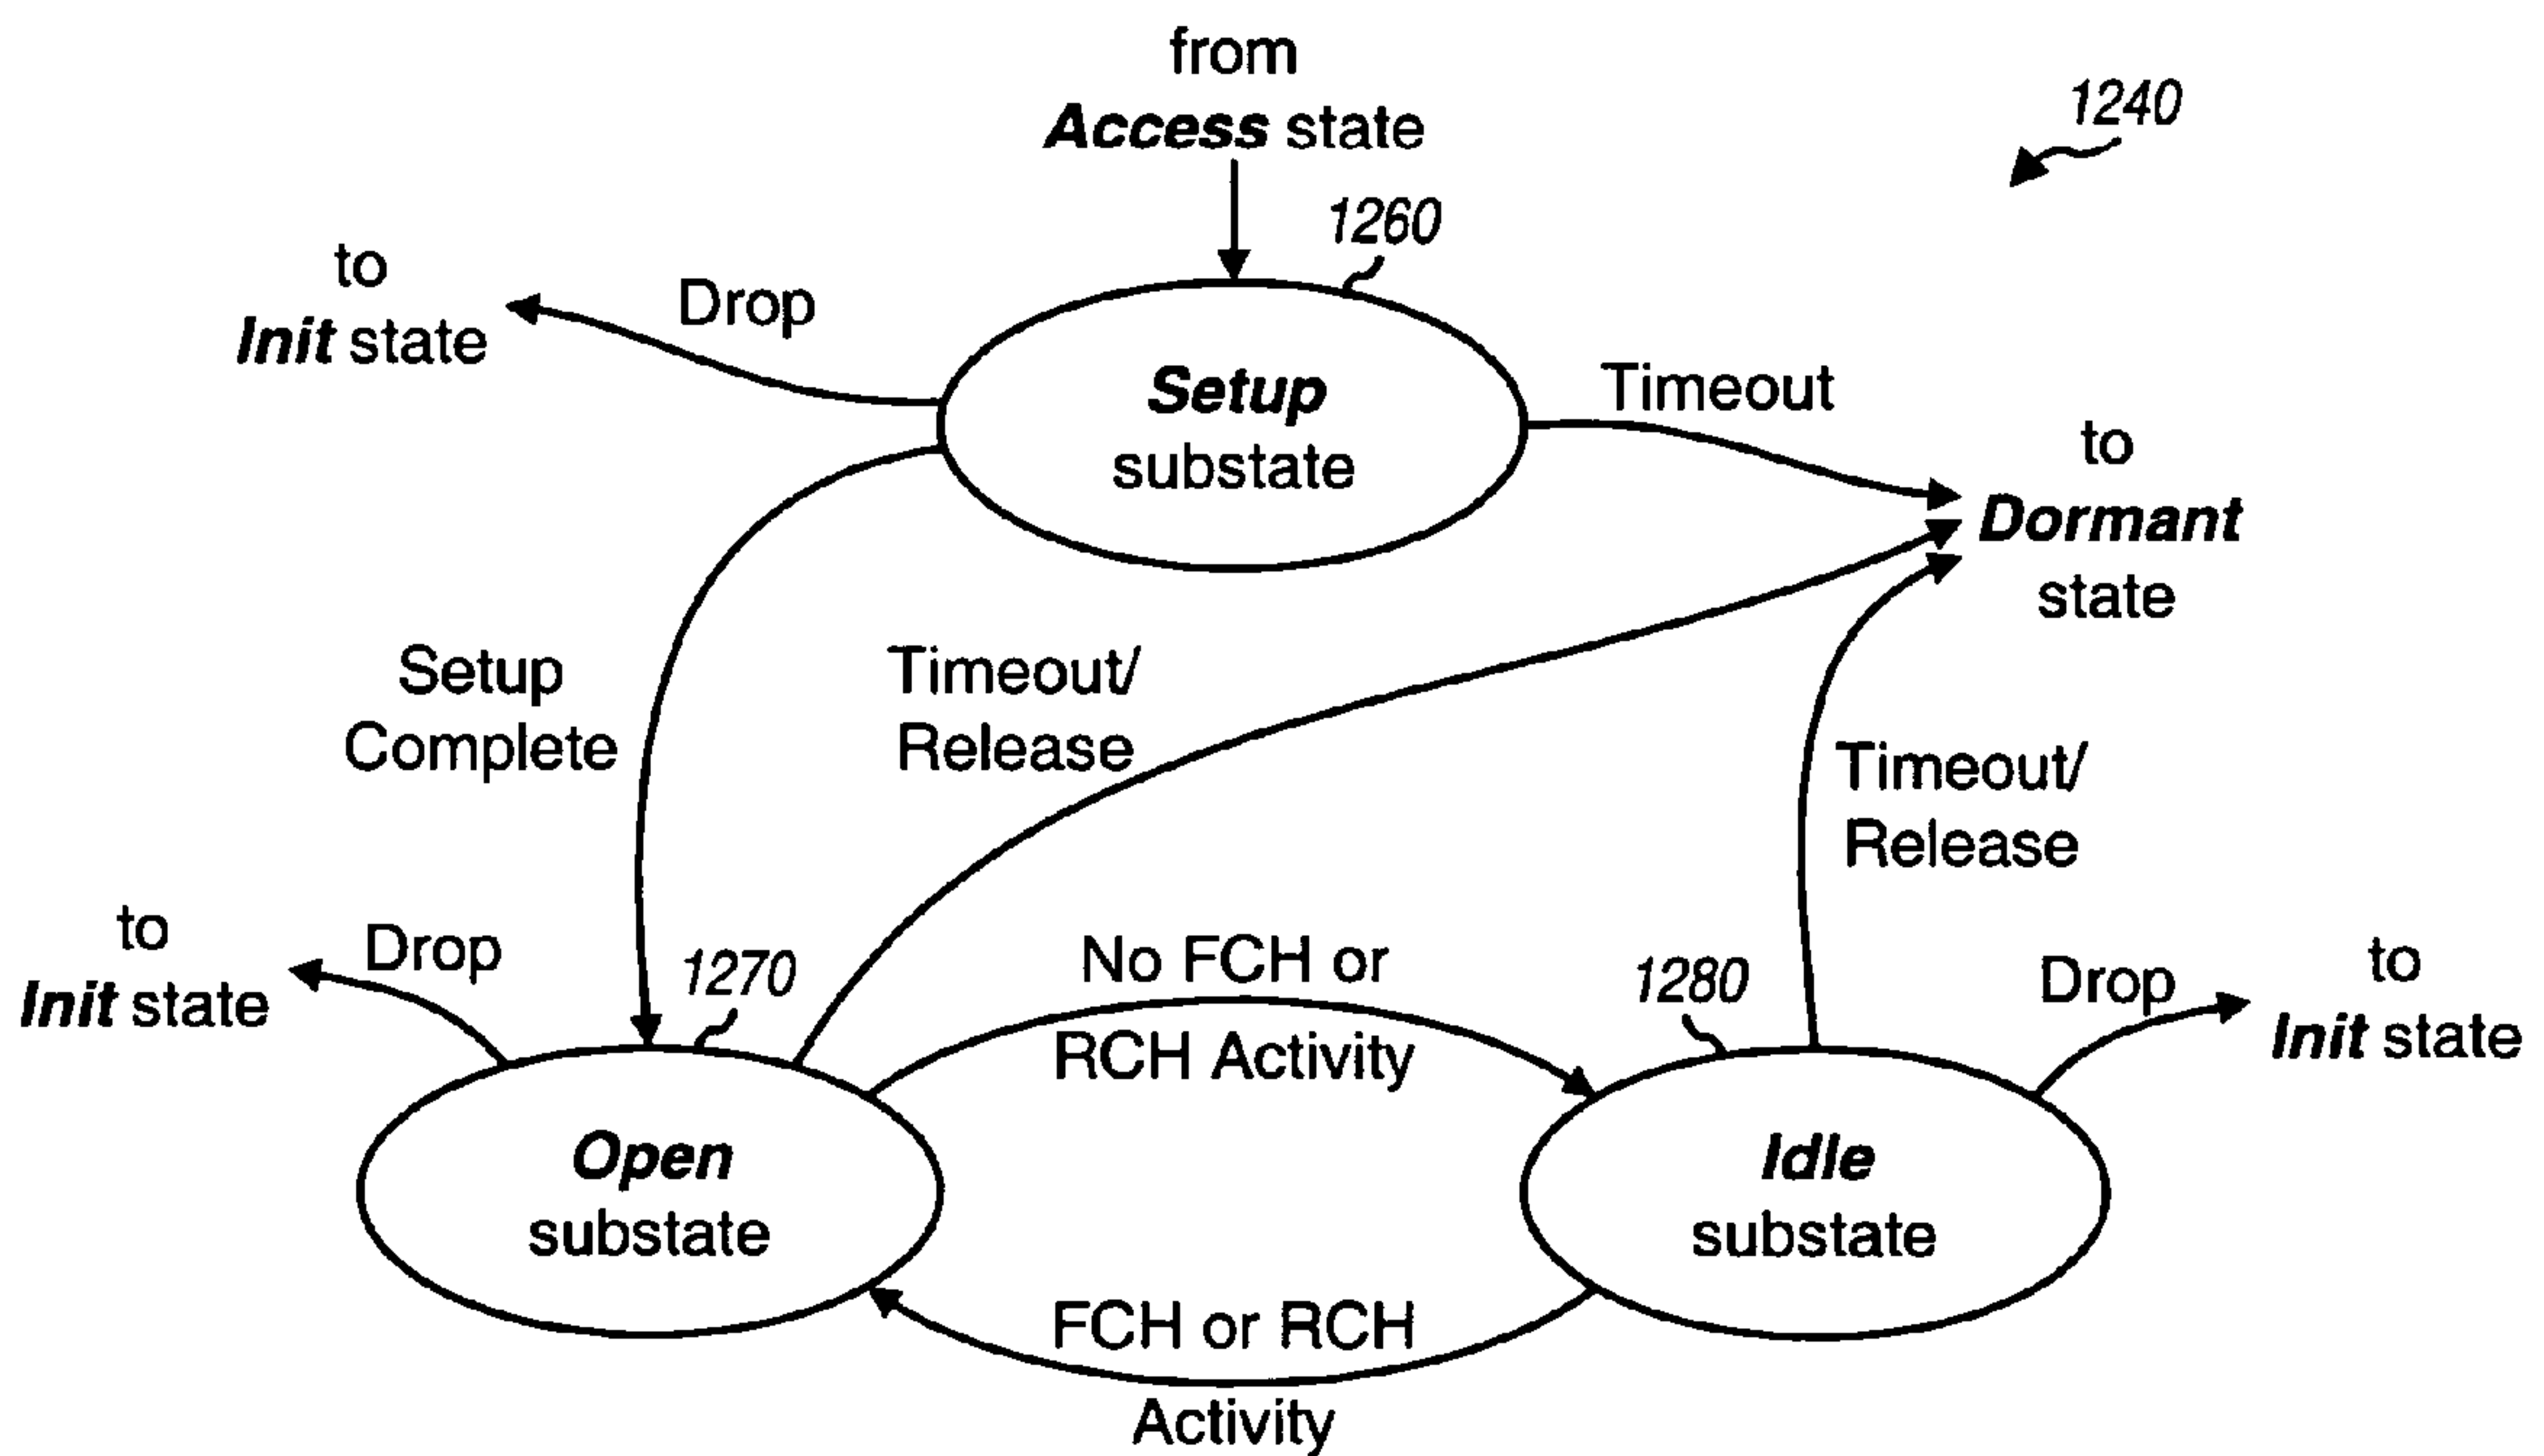 from
Access state
1240
1260
to
Init state
Drop
Setup
substate
Timeout
to
Dormant
state
Setup
Complete
Timeout/
Release
Timeout/
Release
to
Init state
Drop
1270
No FCH or
RCH Activity
1280
Drop
to
Init state
Open
substate
Idle
substate
FCH or RCH
Activity